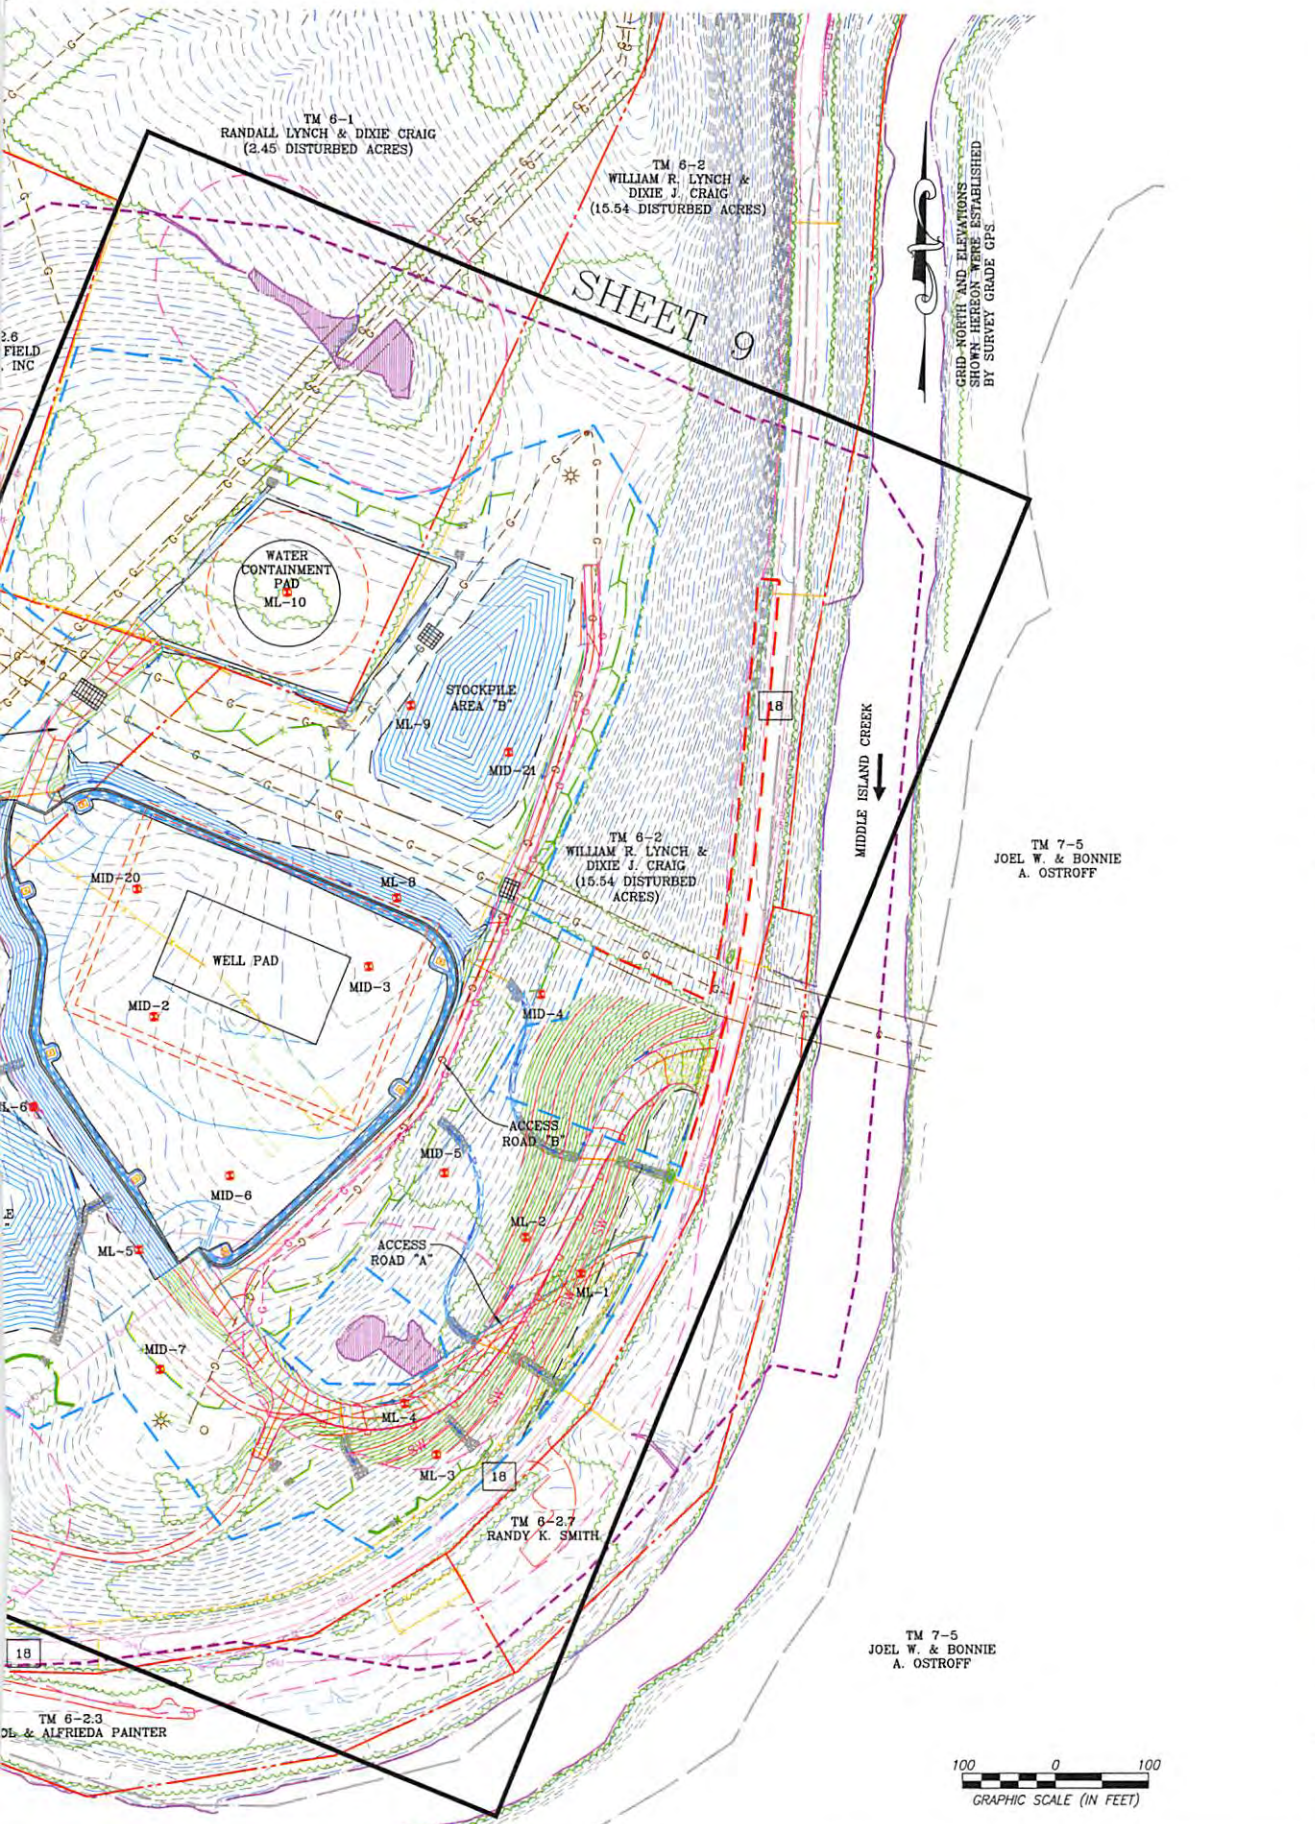 TM 6-1
RANDALL LYNCH & DIXIE CRAIG
(2.45 DISTURBED ACRES)
TM 6-2
WILLIAM R. LYNCH &
DIXIE J. CRAIG
(15.54 DISTURBED ACRES)
GRID NORTH AND ELEVATIONS
SHOWN HEREON WERE ESTABLISHED
BY SURVEY GRADE GPS.
SHEET 9
2.6
FIELD
, INC
WATER
CONTAINMENT
PAD
ML-10
STOCKPILE
AREA "B"
ML-9
MID-21
18
MIDDLE ISLAND CREEK
TM 6-2
WILLIAM R. LYNCH &
DIXIE J. CRAIG
(15.54 DISTURBED
ACRES)
TM 7-5
JOEL W. & BONNIE
A. OSTROFF
MID-20
ML-8
WELL PAD
MID-3
MID-2
MID-4
ML-6
ACCESS
ROAD "B"
MID-5
MID-6
ML-2
ML-5
ACCESS
ROAD "A"
ML-1
MID-7
ML-4
ML-3
18
TM 6-2.7
RANDY K. SMITH
18
TM 7-5
JOEL W. & BONNIE
A. OSTROFF
TM 6-2.3
OL & ALFRIEDA PAINTER
100 0 100
GRAPHIC SCALE (IN FEET)